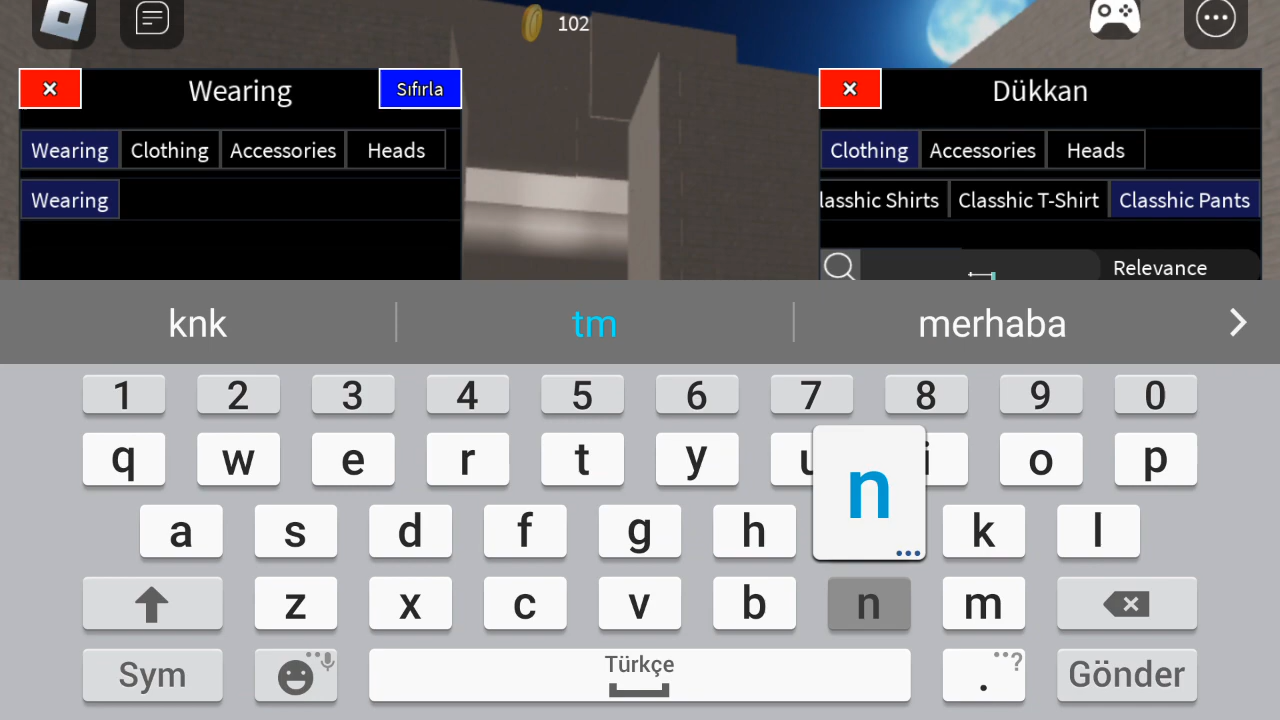 102
Wearing Sıfırla
Wearing Clothing Accessories Heads
Wearing
Dükkan
Clothing Accessories Heads
lasshic Shirts Classhic T-Shirt Classhic Pants
Relevance
knk tm merhaba
1 2 3 4 5 6 7 8 9 0
q w e r t y u n i o p
a s d f g h k l
z x c v b n m
Sym Türkçe . ? Gönder